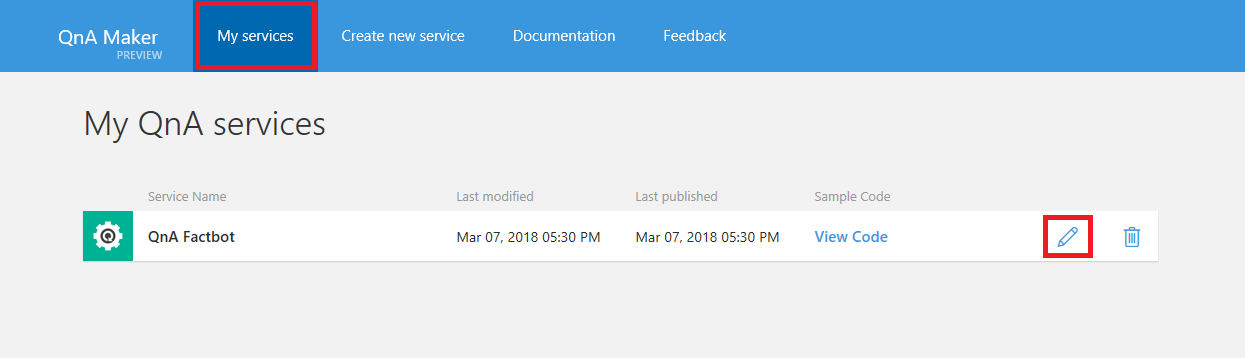 QnA Maker My services Create new service Documentation Feedback
PREVIEW
My QnA services
Service Name Last modified Last published Sample Code
QnA Factbot Mar 07, 2018 05:30 PM Mar 07, 2018 05:30 PM View Code